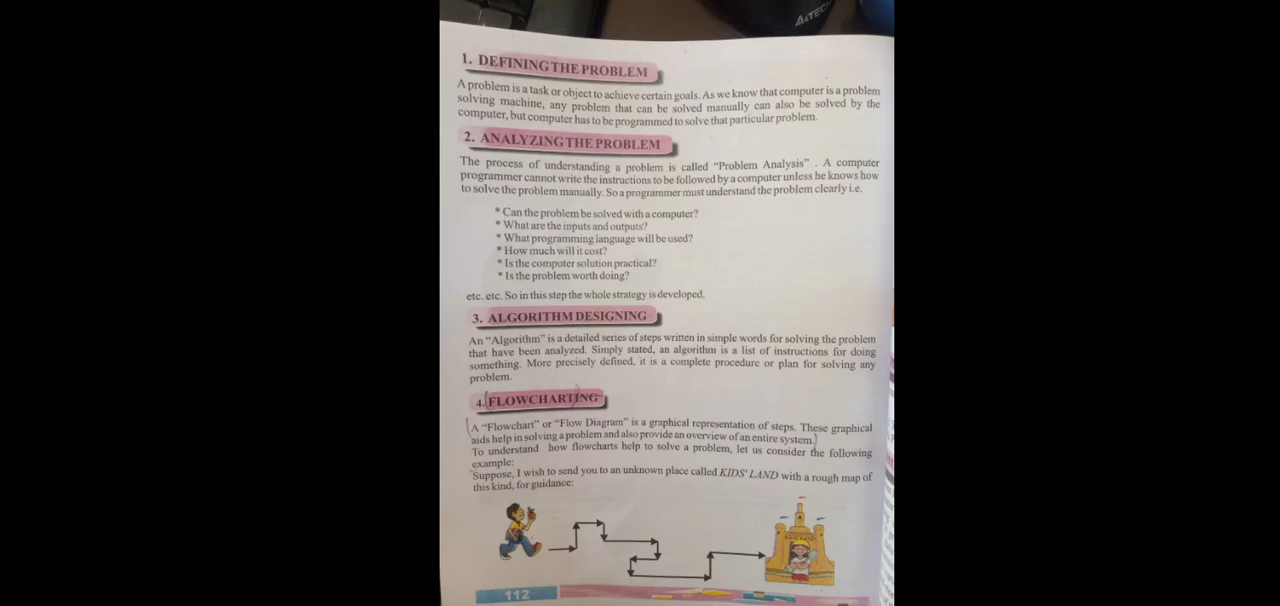 A4TECH
1. DEFINING THE PROBLEM
A problem is a task or object to achieve certain goals. As we know that computer is a problem
solving machine, any problem that can be solved manually can also be solved by the
computer, but computer has to be programmed to solve that particular problem.
2. ANALYZING THE PROBLEM
The process of understanding a problem is called "Problem Analysis" . A computer
programmer cannot write the instructions to be followed by a computer unless he knows how
to solve the problem manually. So a programmer must understand the problem clearly i.e.
* Can the problem be solved with a computer?
* What are the inputs and outputs?
* What programming language will be used?
* How much will it cost?
* Is the computer solution practical?
* Is the problem worth doing?
etc. etc. So in this step the whole strategy is developed.
3. ALGORITHM DESIGNING
An "Algorithm" is a detailed series of steps written in simple words for solving the problem
that have been analyzed. Simply stated, an algorithm is a list of instructions for doing
something. More precisely defined, it is a complete procedure or plan for solving any
problem.
4. FLOWCHARTING
A "Flowchart" or "Flow Diagram" is a graphical representation of steps. These graphical
aids help in solving a problem and also provide an overview of an entire system.
To understand how flowcharts help to solve a problem, let us consider the following
example:
Suppose, I wish to send you to an unknown place called KIDS' LAND with a rough map of
this kind, for guidance:
112